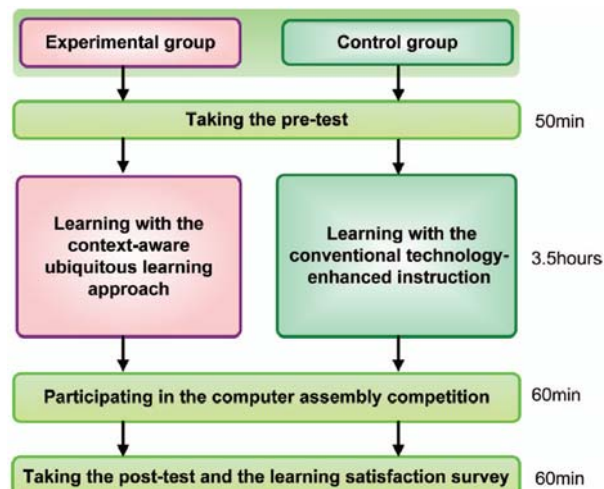 Experimental group
Control group
Taking the pre-test
50min
Learning with the
context-aware
ubiquitous learning
approach
Learning with the
conventional technology-
enhanced instruction
3.5hours
Participating in the computer assembly competition
60min
Taking the post-test and the learning satisfaction survey
60min